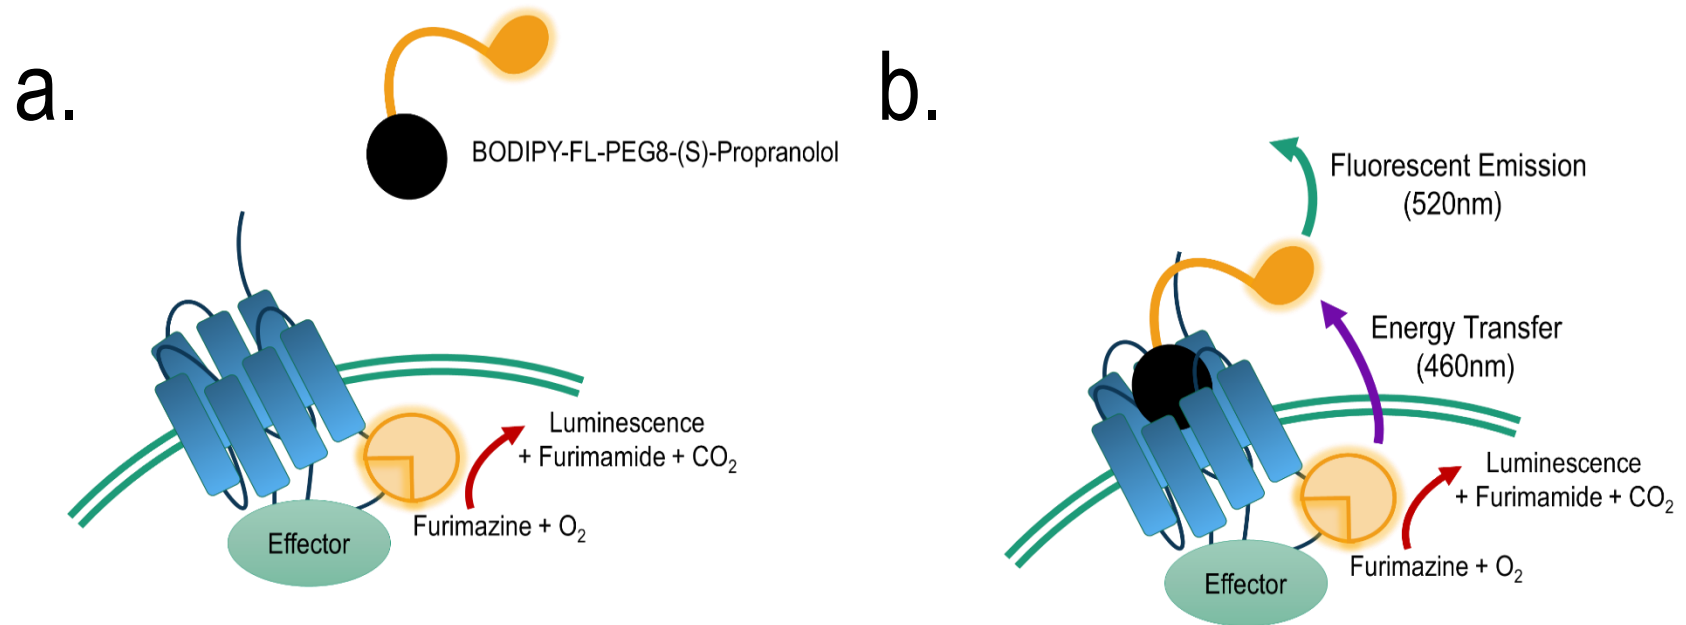 a.
BODIPY-FL-PEG8-(S)-Propranolol
Luminescence
+ Furimamide + CO₂
Furimazine + O₂
Effector
b.
Fluorescent Emission
(520nm)
Energy Transfer
(460nm)
Luminescence
+ Furimamide + CO₂
Furimazine + O₂
Effector